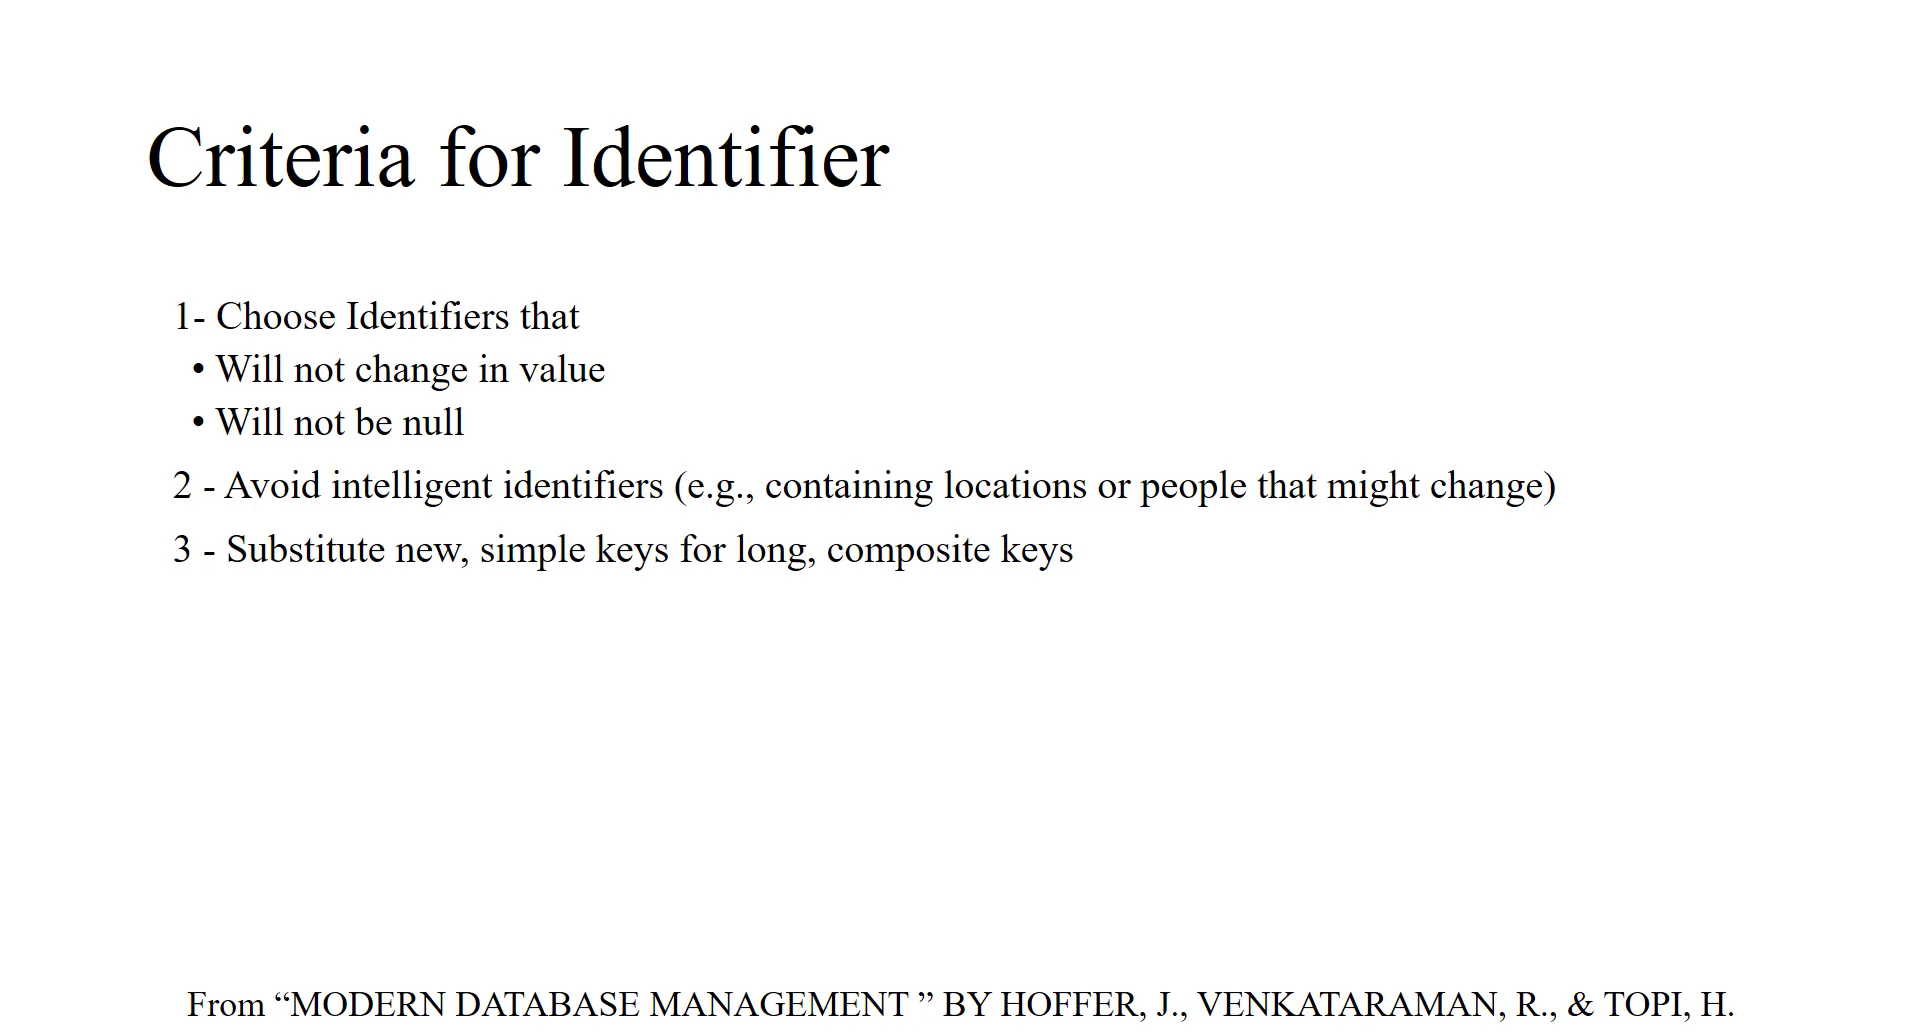 Criteria for Identifier
1- Choose Identifiers that
• Will not change in value
• Will not be null
2 - Avoid intelligent identifiers (e.g., containing locations or people that might change)
3 - Substitute new, simple keys for long, composite keys
From “MODERN DATABASE MANAGEMENT ” BY HOFFER, J., VENKATARAMAN, R., & TOPI, H.